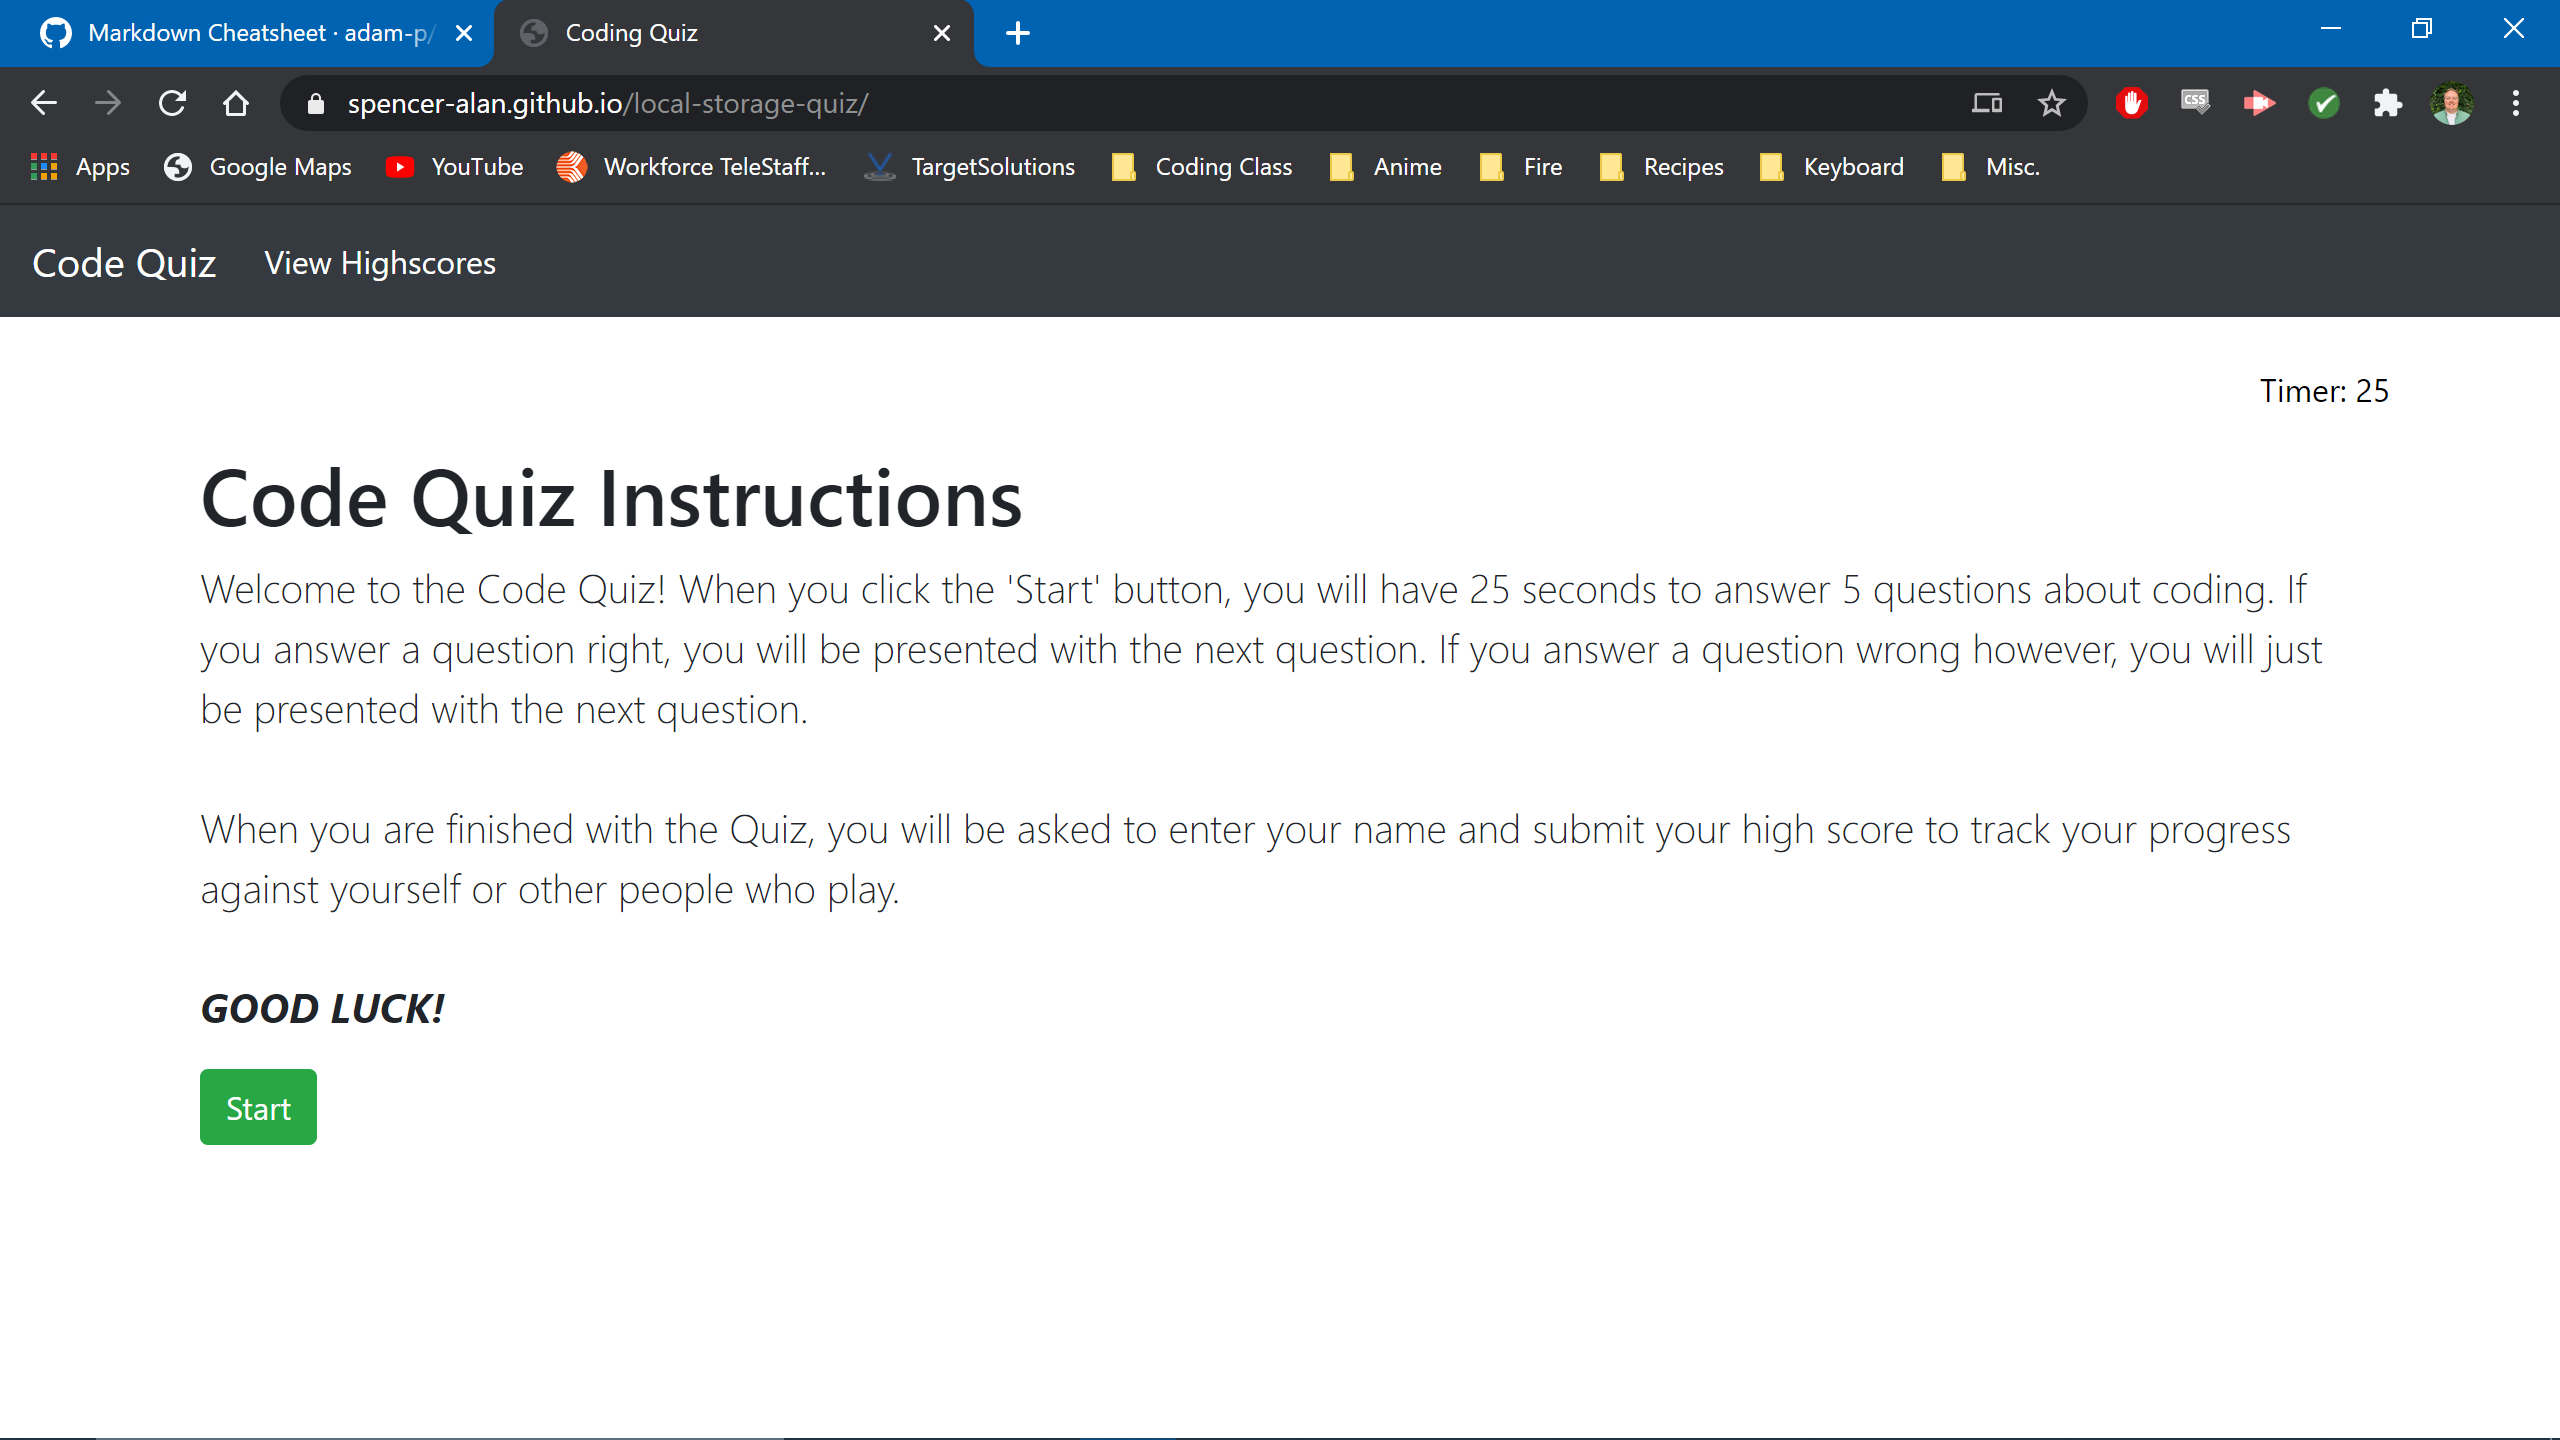 Markdown Cheatsheet · adam-p/
Coding Quiz
spencer-alan.github.io/local-storage-quiz/
CSS
Apps Google Maps YouTube Workforce TeleStaff... TargetSolutions Coding Class Anime Fire Recipes Keyboard Misc.
Code Quiz View Highscores
Timer: 25
Code Quiz Instructions
Welcome to the Code Quiz! When you click the 'Start' button, you will have 25 seconds to answer 5 questions about coding. If
you answer a question right, you will be presented with the next question. If you answer a question wrong however, you will just
be presented with the next question.
When you are finished with the Quiz, you will be asked to enter your name and submit your high score to track your progress
against yourself or other people who play.
GOOD LUCK!
Start